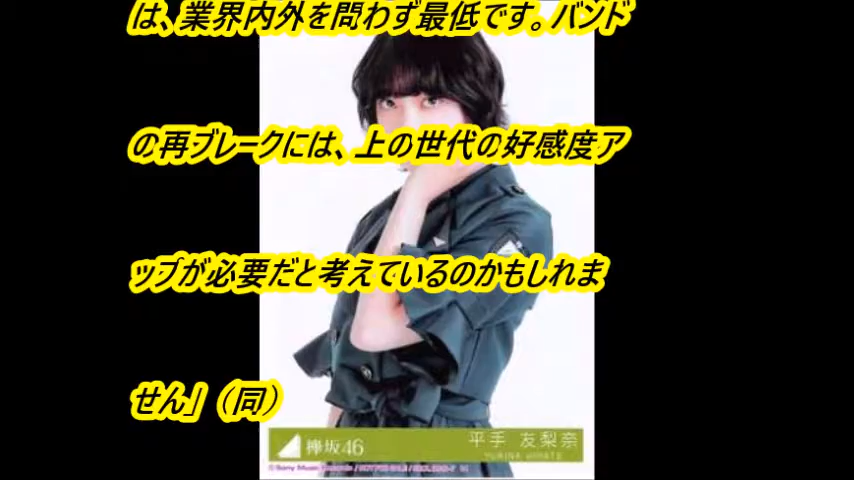 は、業界内外を問わず最低です。バンド
の再ブレークには、上の世代の好感度ア
ップが必要だと考えているのかもしれま
せん」（同）
欅坂46
平手 友梨奈
YURINA HIRATE